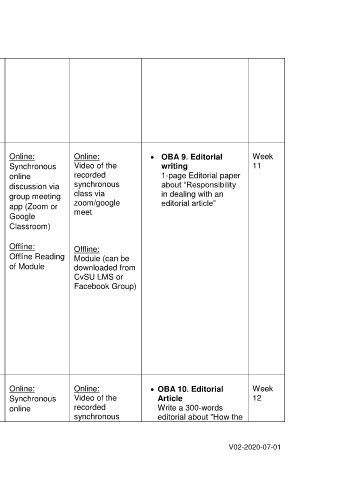 Online:
Synchronous
online
discussion via
group meeting
app (Zoom or
Google
Classroom)
Offline:
Offline Reading
of Module
Online:
Video of the
recorded
synchronous
class via
zoom/google
meet
Offline:
Module (can be
downloaded from
CvSU LMS or
Facebook Group)
• OBA 9. Editorial
writing
1-page Editorial paper
about “Responsibility
in dealing with an
editorial article”
Week
11
Online:
Synchronous
online
Online:
Video of the
recorded
synchronous
• OBA 10. Editorial
Article
Write a 300-words
editorial about "How the
Week
12
V02-2020-07-01